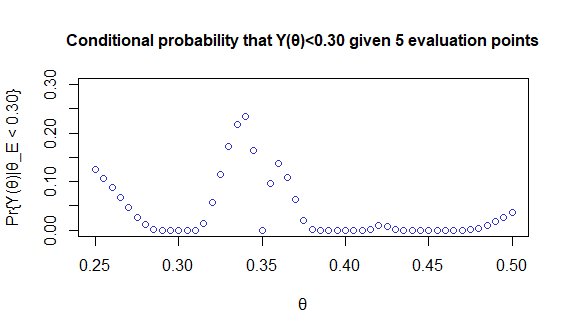 Conditional probability that Y(θ)<0.30 given 5 evaluation points
Pr{Y(θ)|θ_E < 0.30}
0.30
0.20
0.10
0.00
0.25 0.30 0.35 0.40 0.45 0.50
θ